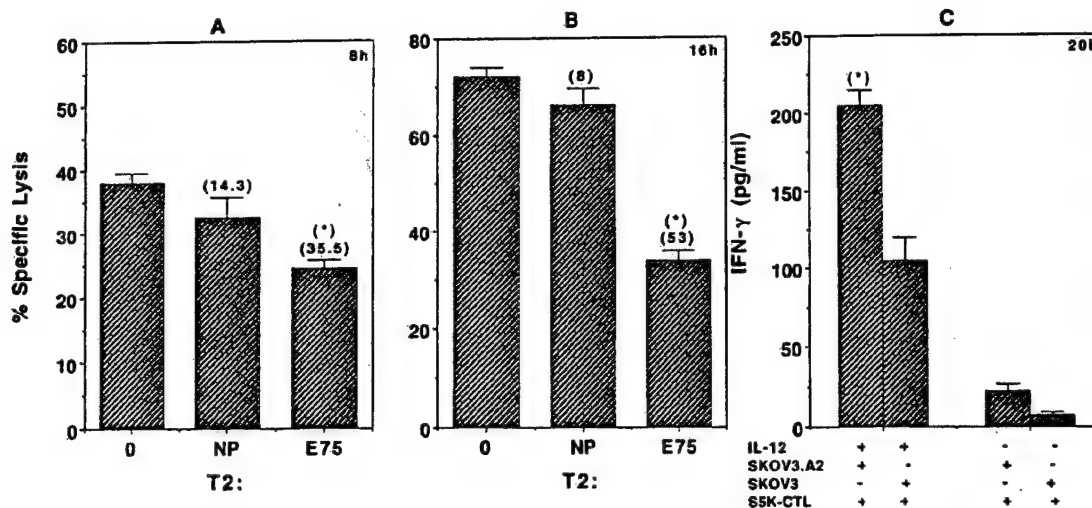 A
8h
60
50
40
30
20
10
0
% Specific Lysis
(14.3)
(*)
(35.5)
0 NP E75
T2:
B
16h
80
60
40
20
0
(8)
(*)
(53)
0 NP E75
T2:
C
20h
250
200
150
100
50
0
IFN-γ (pg/ml)
(*)
IL-12 + + - -
SKOV3.A2 + - + -
SKOV3 - + - +
S5K-CTL + + + +